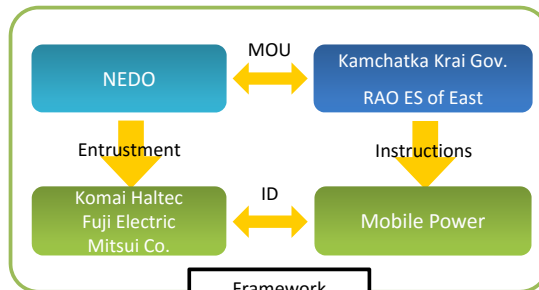 MOU
NEDO
Kamchatka Krai Gov.
RAO ES of East
Entrustment
Instructions
Komai Haltec
Fuji Electric
Mitsui Co.
ID
Mobile Power
Framework